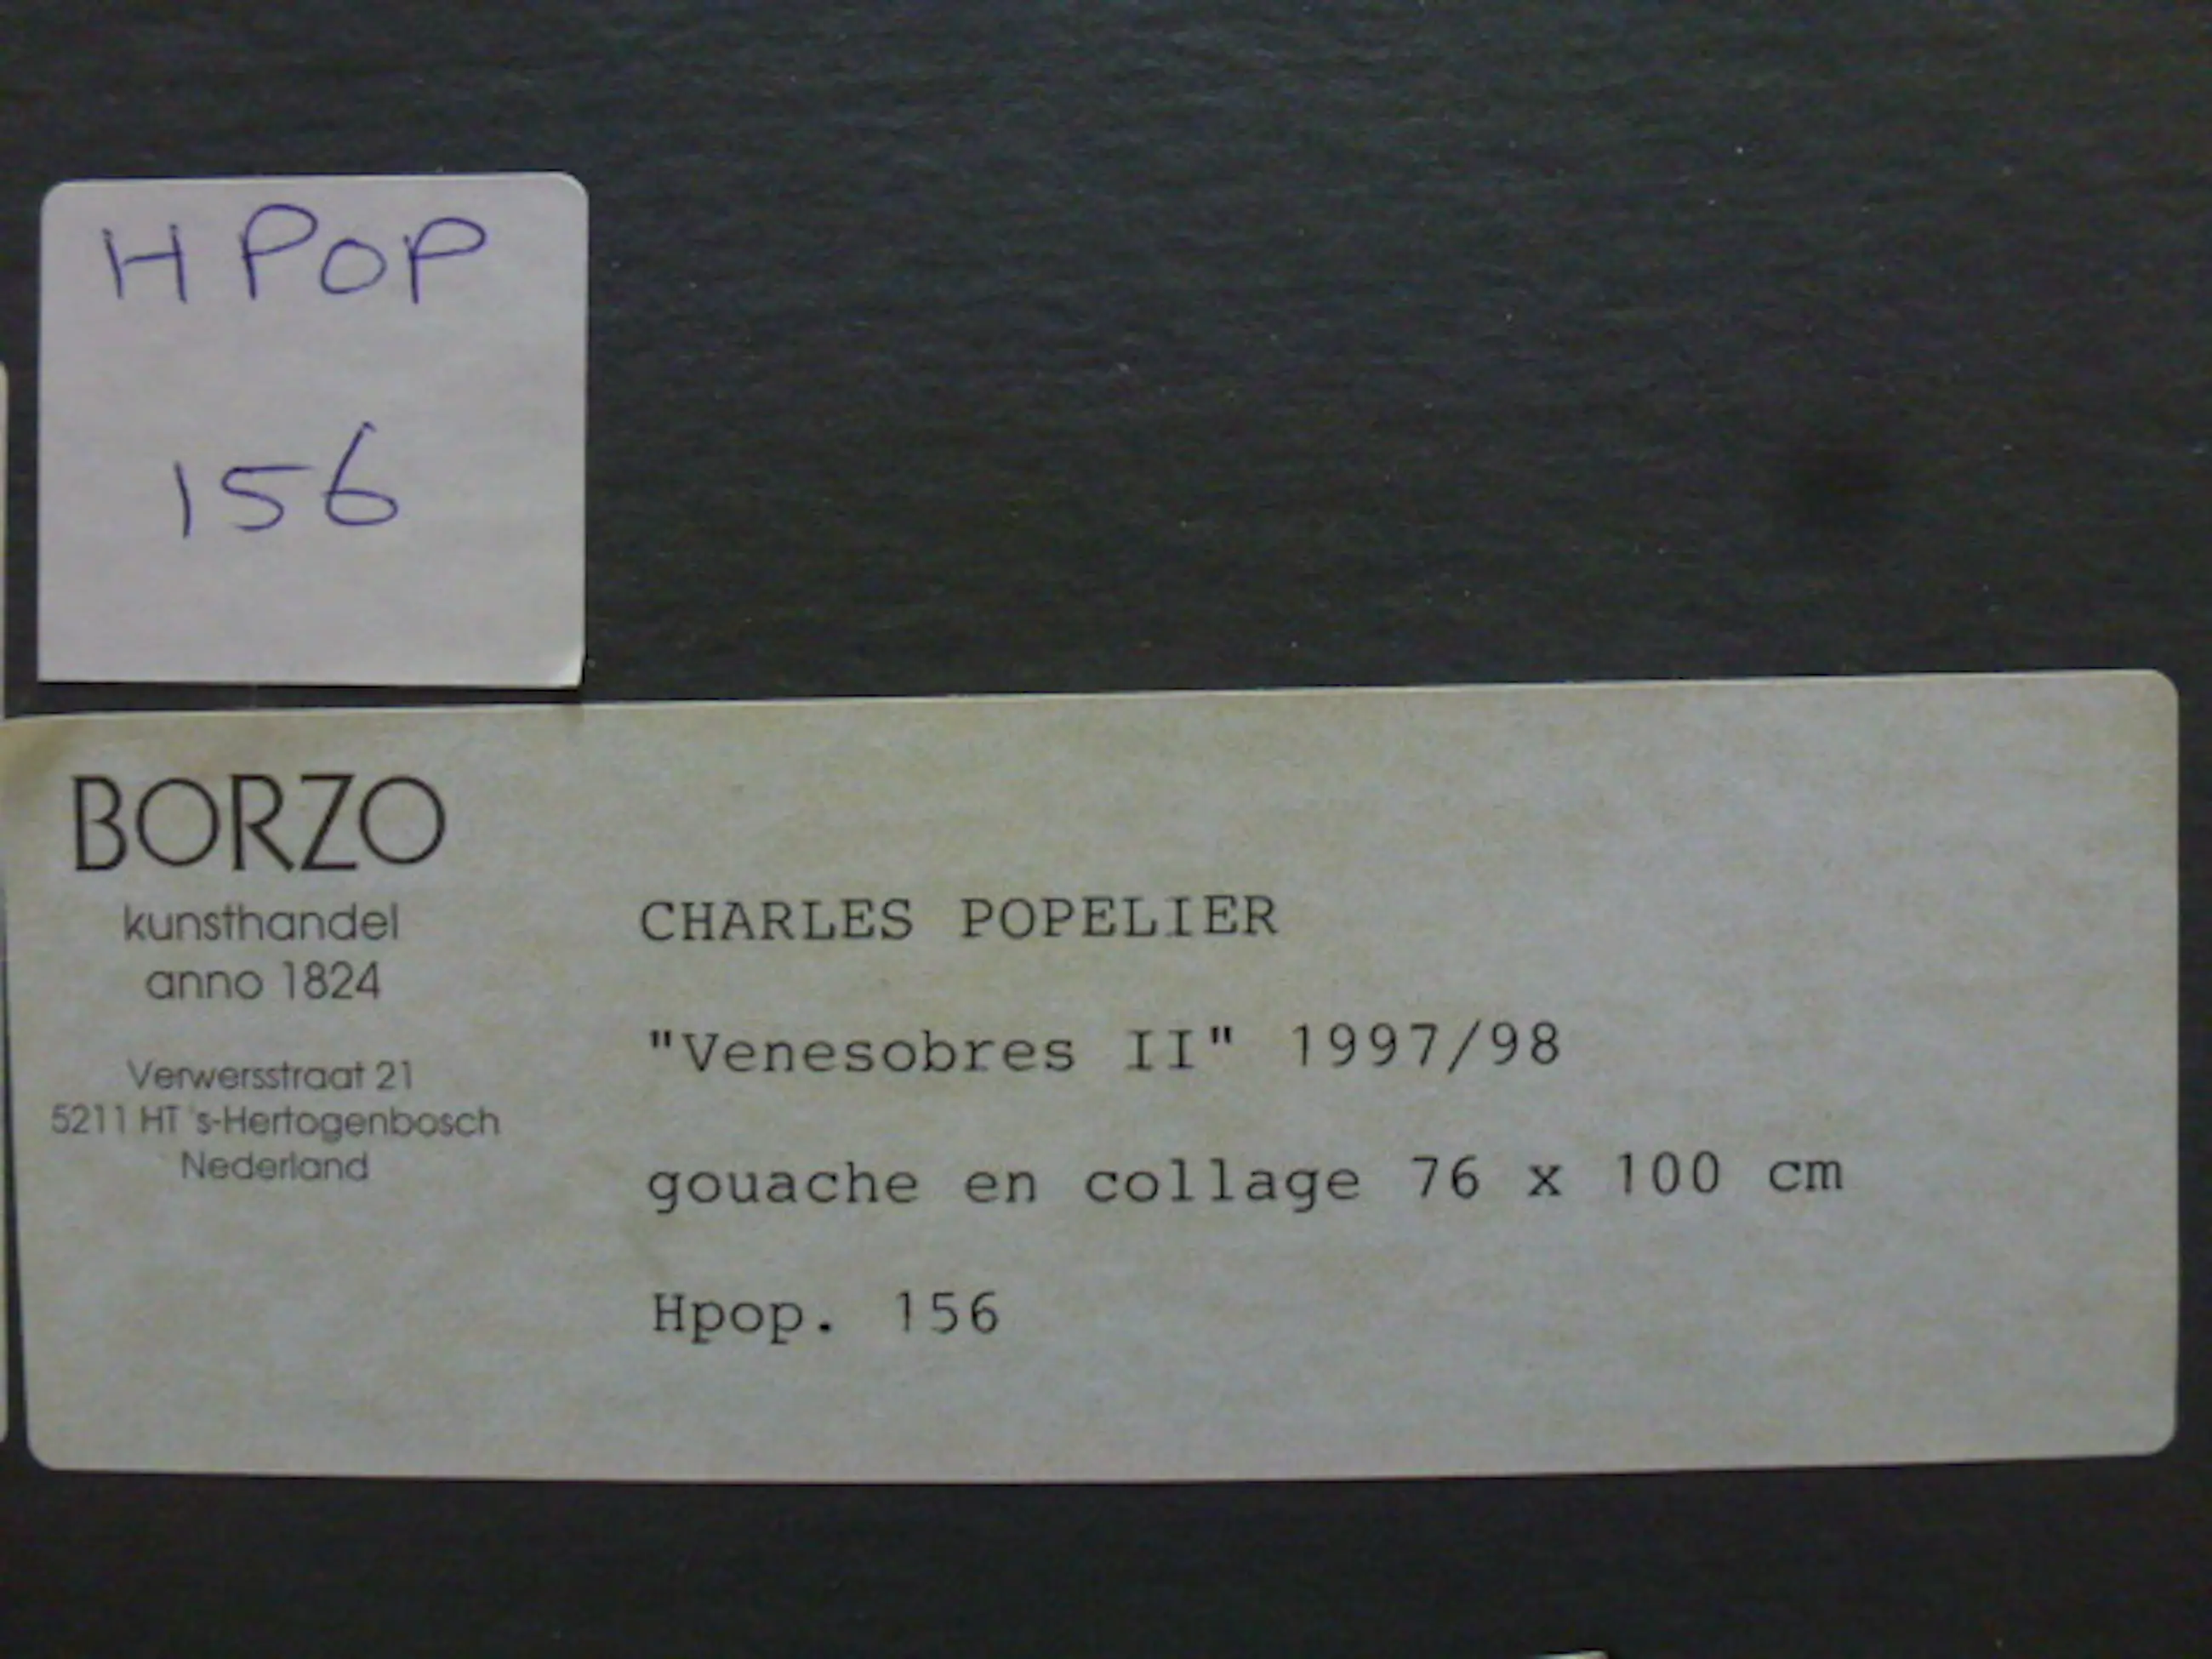 H POP
156
BORZO
kunsthandel
anno 1824
Verwersstraat 21
5211 HT 's-Hertogenbosch
Nederland
CHARLES POPELIER
"Venesobres II" 1997/98
gouache en collage 76 x 100 cm
Hpop. 156